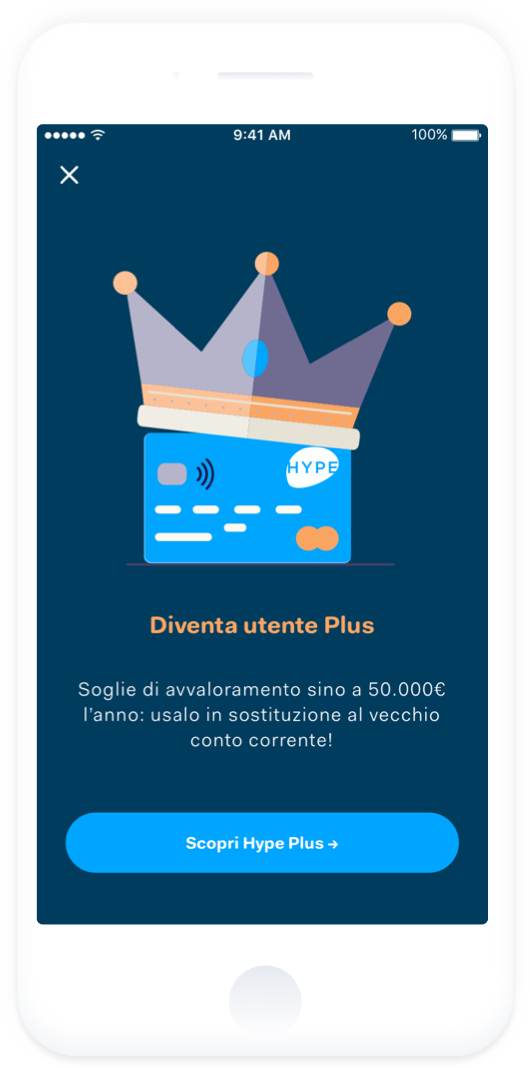 9:41 AM
100%
HYPE
Diventa utente Plus
Soglie di avvaloramento sino a 50.000€
l'anno: usalo in sostituzione al vecchio
conto corrente!
Scopri Hype Plus →